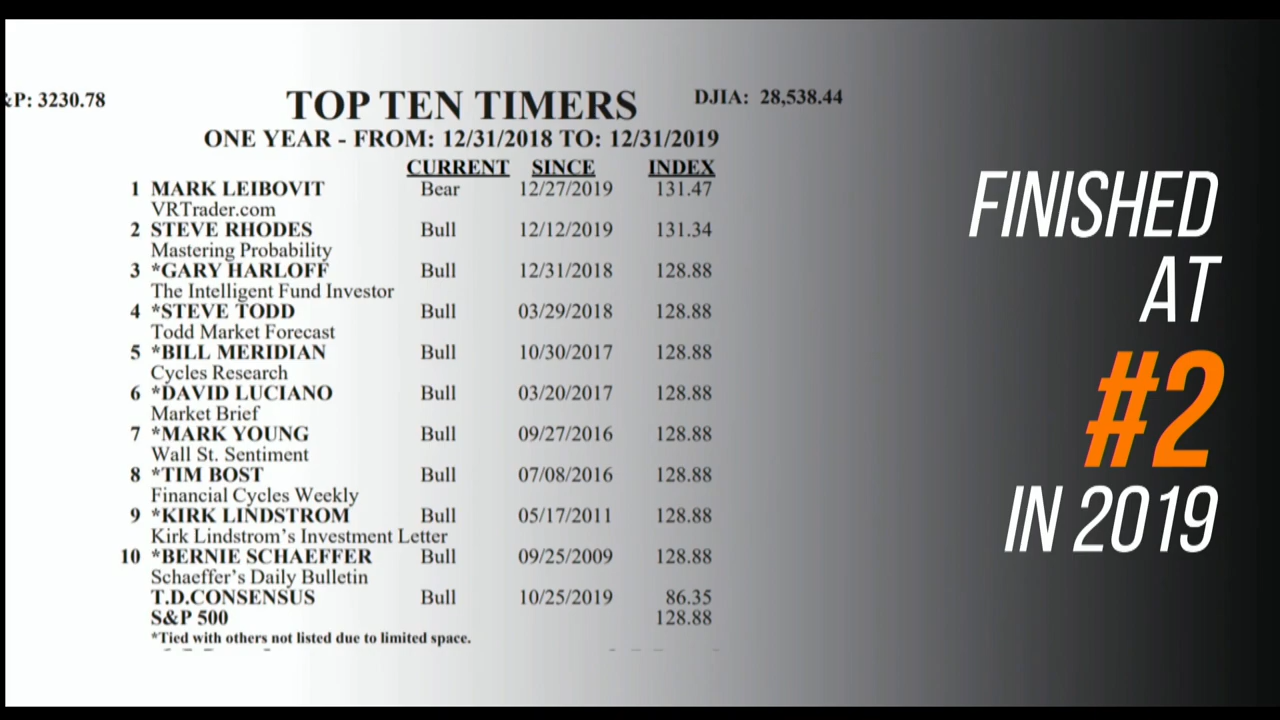 &P: 3230.78
TOP TEN TIMERS
DJIA: 28,538.44
ONE YEAR - FROM: 12/31/2018 TO: 12/31/2019
CURRENT SINCE INDEX
1 MARK LEIBOVIT Bear 12/27/2019 131.47
VRTrader.com
2 STEVE RHODES Bull 12/12/2019 131.34
Mastering Probability
3 *GARY HARLOFF Bull 12/31/2018 128.88
The Intelligent Fund Investor
4 *STEVE TODD Bull 03/29/2018 128.88
Todd Market Forecast
5 *BILL MERIDIAN Bull 10/30/2017 128.88
Cycles Research
6 *DAVID LUCIANO Bull 03/20/2017 128.88
Market Brief
7 *MARK YOUNG Bull 09/27/2016 128.88
Wall St. Sentiment
8 *TIM BOST Bull 07/08/2016 128.88
Financial Cycles Weekly
9 *KIRK LINDSTROM Bull 05/17/2011 128.88
Kirk Lindstrom's Investment Letter
10 *BERNIE SCHAEFFER Bull 09/25/2009 128.88
Schaeffer's Daily Bulletin
T.D.CONSENSUS Bull 10/25/2019 86.35
S&P 500 128.88
*Tied with others not listed due to limited space.
FINISHED
AT
#2
IN 2019